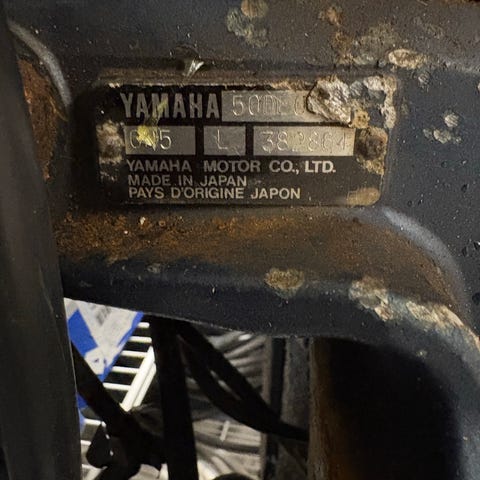 YAMAHA
L
YAMAHA MOTOR CO., LTD.
MADE IN JAPAN
PAYS D'ORIGINE JAPON